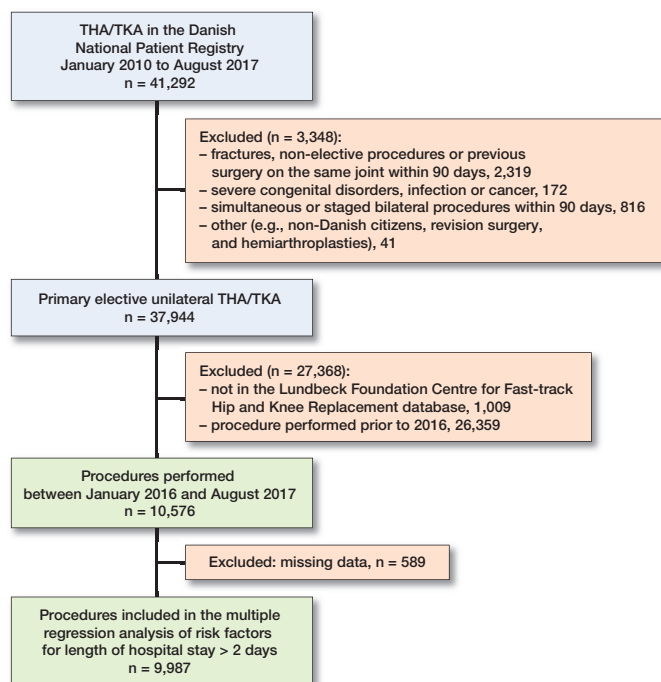 THA/TKA in the Danish
National Patient Registry
January 2010 to August 2017
n = 41,292
Excluded (n = 3,348):
– fractures, non-elective procedures or previous
surgery on the same joint within 90 days, 2,319
– severe congenital disorders, infection or cancer, 172
– simultaneous or staged bilateral procedures within 90 days, 816
– other (e.g., non-Danish citizens, revision surgery,
and hemiarthroplasties), 41
Primary elective unilateral THA/TKA
n = 37,944
Excluded (n = 27,368):
– not in the Lundbeck Foundation Centre for Fast-track
Hip and Knee Replacement database, 1,009
– procedure performed prior to 2016, 26,359
Procedures performed
between January 2016 and August 2017
n = 10,576
Excluded: missing data, n = 589
Procedures included in the multiple
regression analysis of risk factors
for length of hospital stay > 2 days
n = 9,987